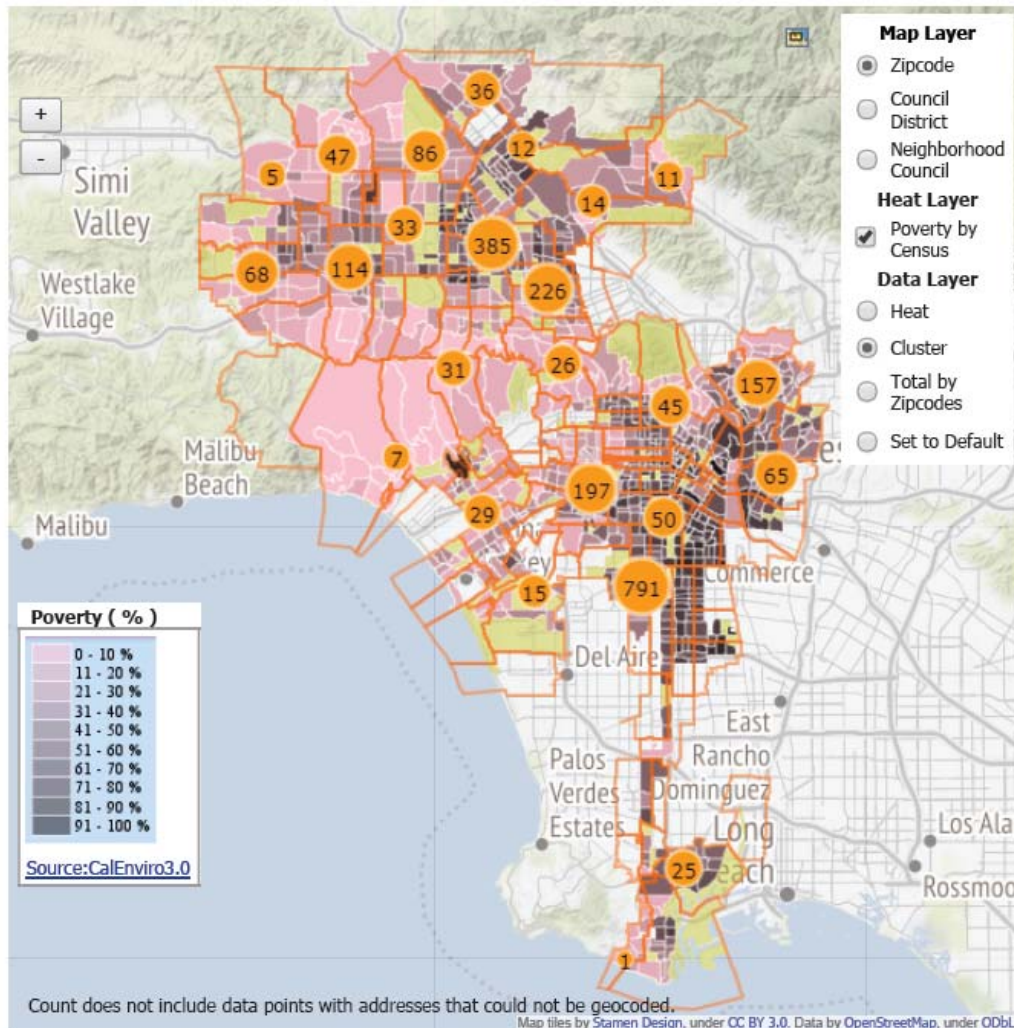 Map Layer
Zipcode
Council
District
Neighborhood
Council
Heat Layer
Poverty by
Census
Data Layer
Heat
Cluster
Total by
Zipcodes
Set to Default
+
-
36
47
86
12
5
11
14
33
385
68
114
226
Simi
Valley
Westlake
Village
31
26
157
45
Malibu
Beach
7
65
197
Malibu
29
50
Commerce
15
791
Del Aire
East
Rancho
Dominguez
Palos
Verdes
Estates
Long
Los Ala
25
Rossmoo
1
Poverty ( % )
0 - 10 %
11 - 20 %
21 - 30 %
31 - 40 %
41 - 50 %
51 - 60 %
61 - 70 %
71 - 80 %
81 - 90 %
91 - 100 %
Source:CalEnviro3.0
Count does not include data points with addresses that could not be geocoded.
Map tiles by Stamen Design, under CC BY 3.0. Data by OpenStreetMap, under ODbL